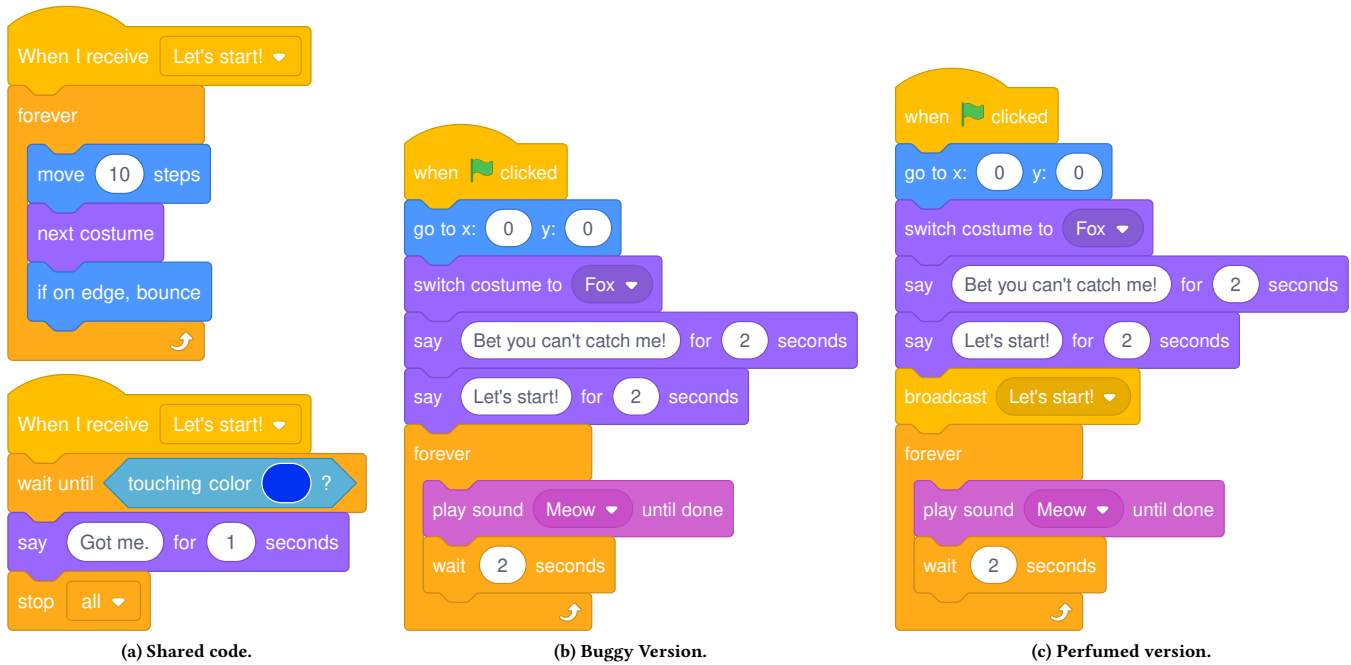 When I receive Let's start!
forever
move 10 steps
next costume
if on edge, bounce
When I receive Let's start!
wait until touching color ?
say Got me. for 1 seconds
stop all
(a) Shared code.
when clicked
go to x: 0 y: 0
switch costume to Fox
say Bet you can't catch me! for 2 seconds
say Let's start! for 2 seconds
forever
play sound Meow until done
wait 2 seconds
(b) Buggy Version.
when clicked
go to x: 0 y: 0
switch costume to Fox
say Bet you can't catch me! for 2 seconds
say Let's start! for 2 seconds
broadcast Let's start!
forever
play sound Meow until done
wait 2 seconds
(c) Perfumed version.